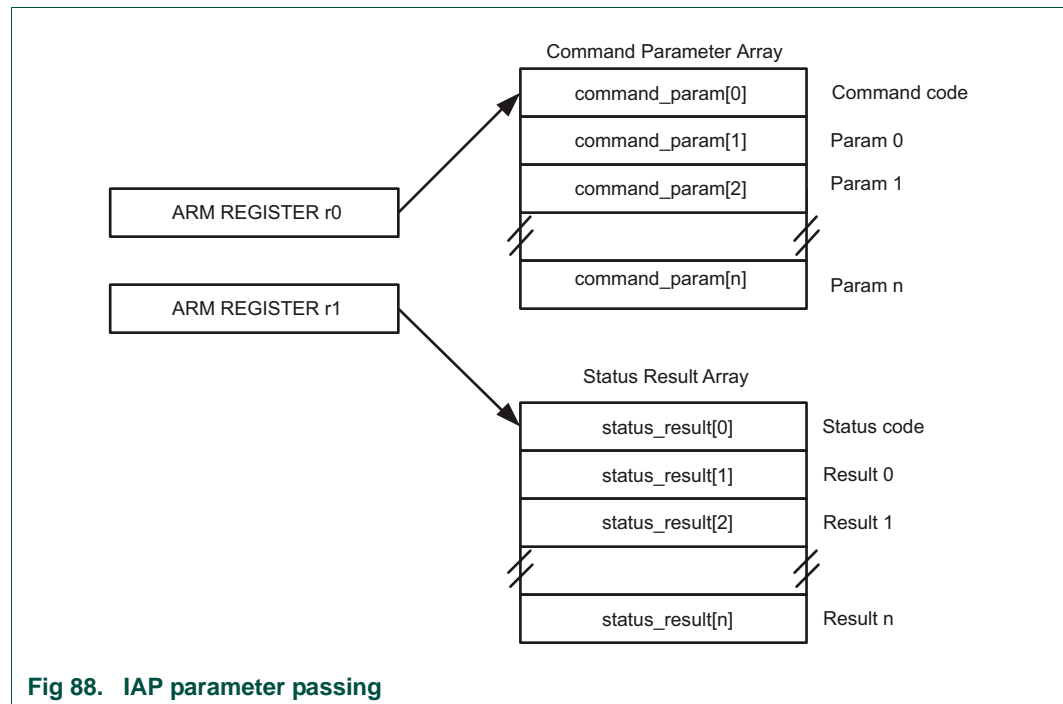 Command Parameter Array
command_param[0] Command code
command_param[1] Param 0
command_param[2] Param 1
ARM REGISTER r0
command_param[n] Param n
ARM REGISTER r1
Status Result Array
status_result[0] Status code
status_result[1] Result 0
status_result[2] Result 1
status_result[n] Result n
Fig 88. IAP parameter passing